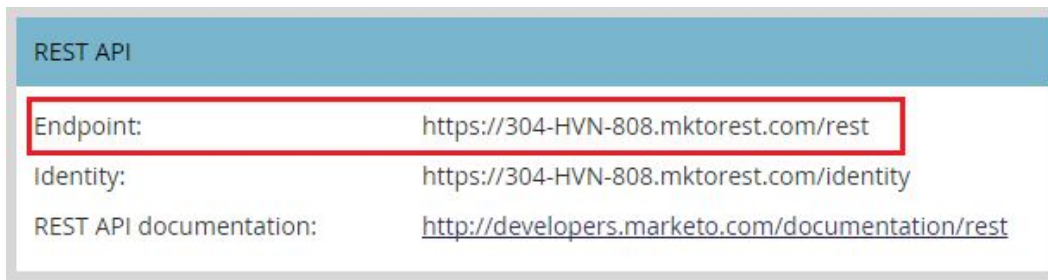 REST API
Endpoint: https://304-HVN-808.mktorest.com/rest
Identity: https://304-HVN-808.mktorest.com/identity
REST API documentation: http://developers.marketo.com/documentation/rest